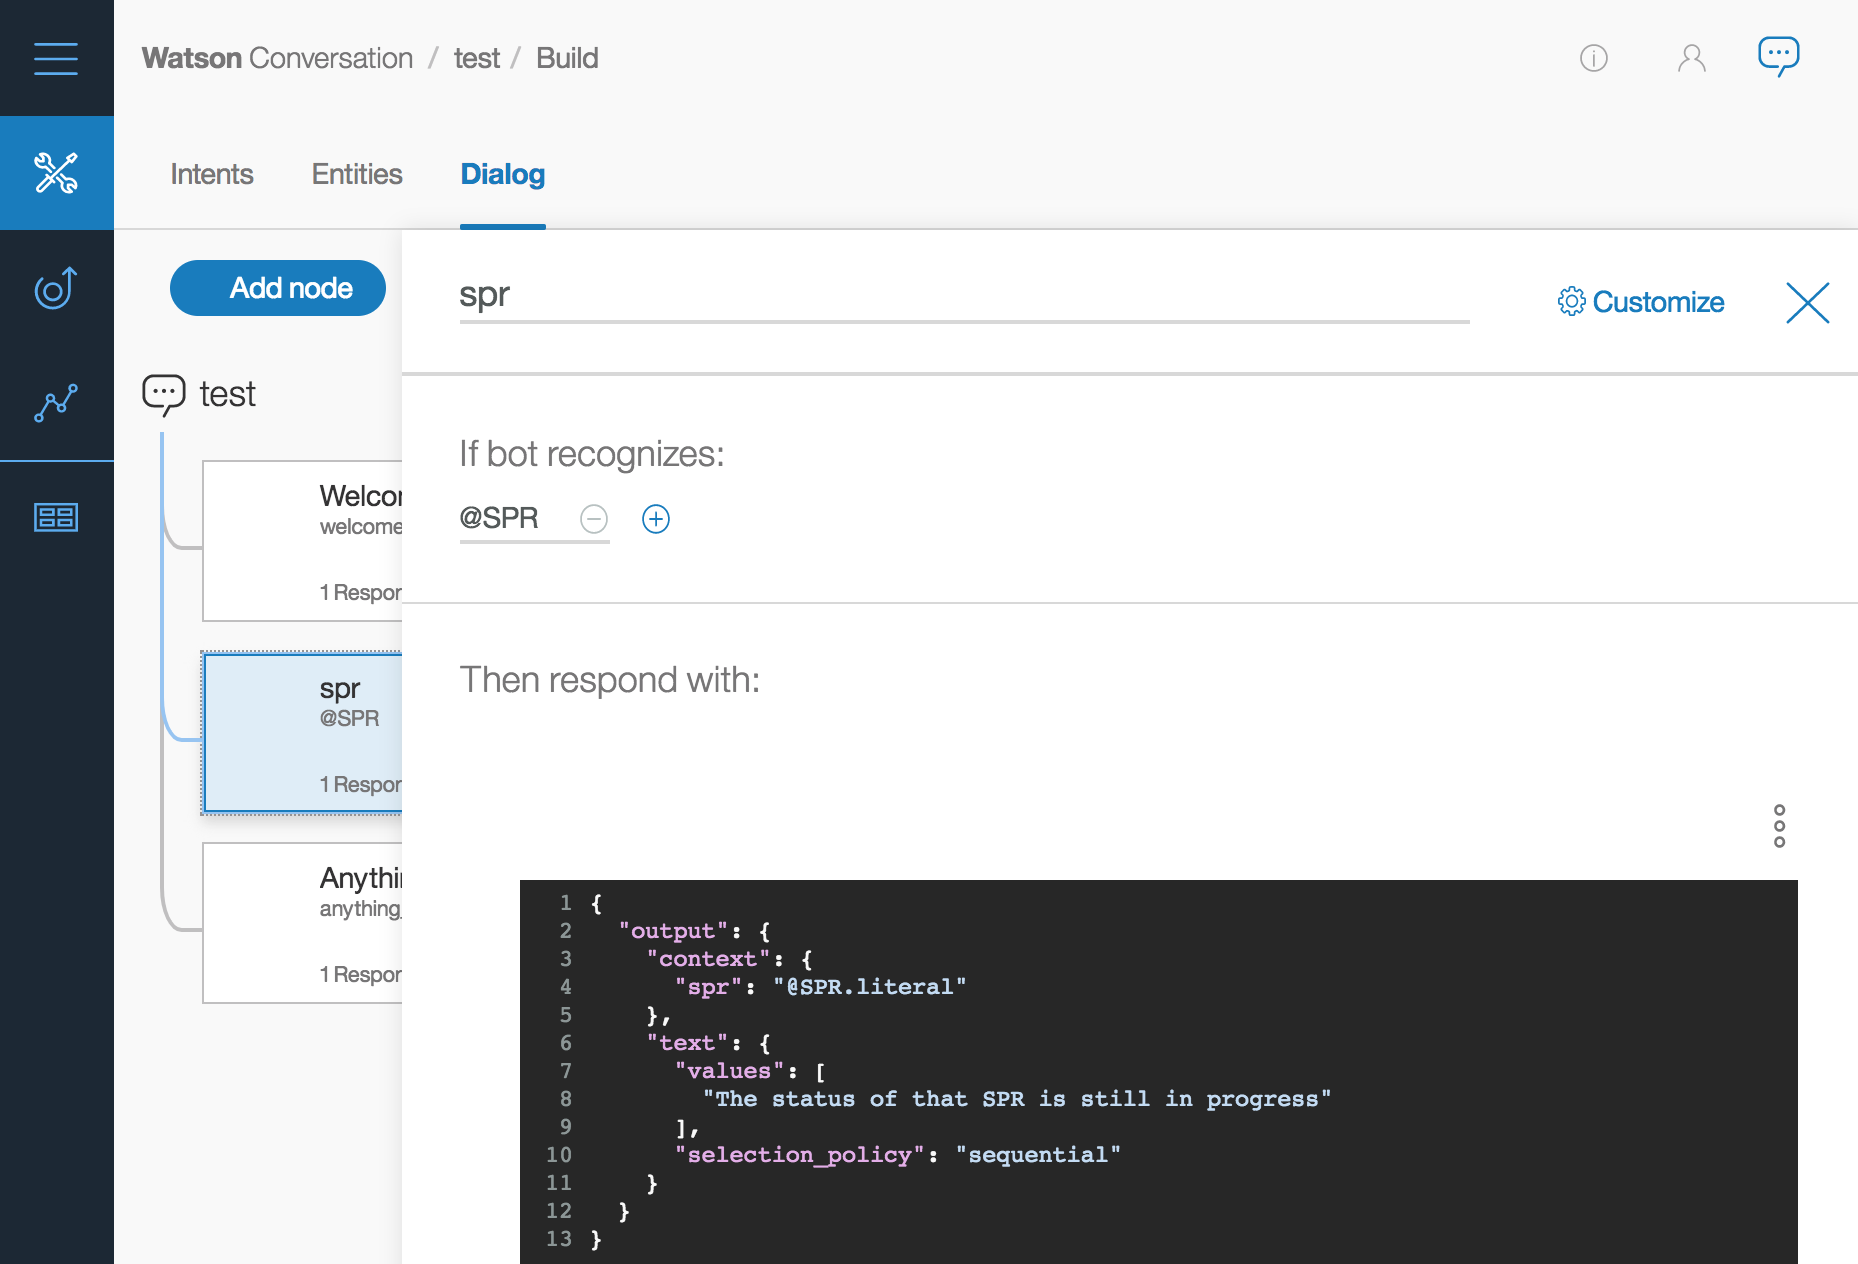 Watson Conversation / test / Build
Intents Entities Dialog
Add node
test
Welcor
welcome
1 Respor
spr
@SPR
1 Respor
Anythi
anything_
1 Respor
spr
Customize
If bot recognizes:
@SPR
Then respond with:
1 {
2 "output": {
3 "context": {
4 "spr": "@SPR.literal"
5 },
6 "text": {
7 "values": [
8 "The status of that SPR is still in progress"
9 ],
10 "selection_policy": "sequential"
11 }
12 }
13 }